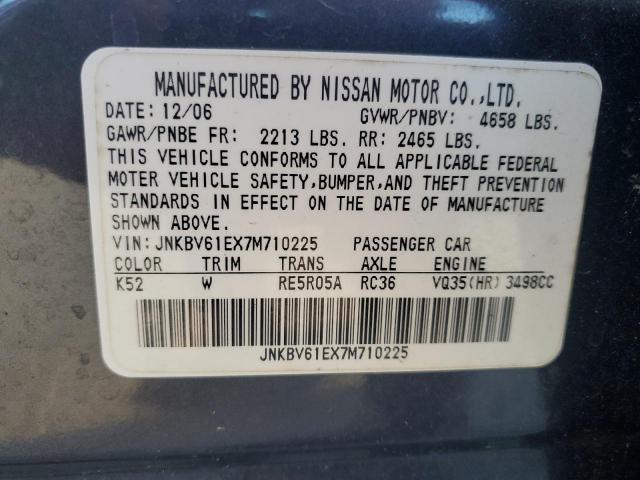 MANUFACTURED BY NISSAN MOTOR CO.,LTD.
DATE: 12/06 GVWR/PNBV: 4658 LBS.
GAWR/PNBE FR: 2213 LBS. RR: 2465 LBS.
THIS VEHICLE CONFORMS TO ALL APPLICABLE FEDERAL
MOTER VEHICLE SAFETY,BUMPER,AND THEFT PREVENTION
STANDARDS IN EFFECT ON THE DATE OF MANUFACTURE
SHOWN ABOVE.
VIN: JNKBV61EX7M710225 PASSENGER CAR
COLOR TRIM TRANS AXLE ENGINE
K52 W RE5R05A RC36 VQ35(HR) 3498CC
JNKBV61EX7M710225